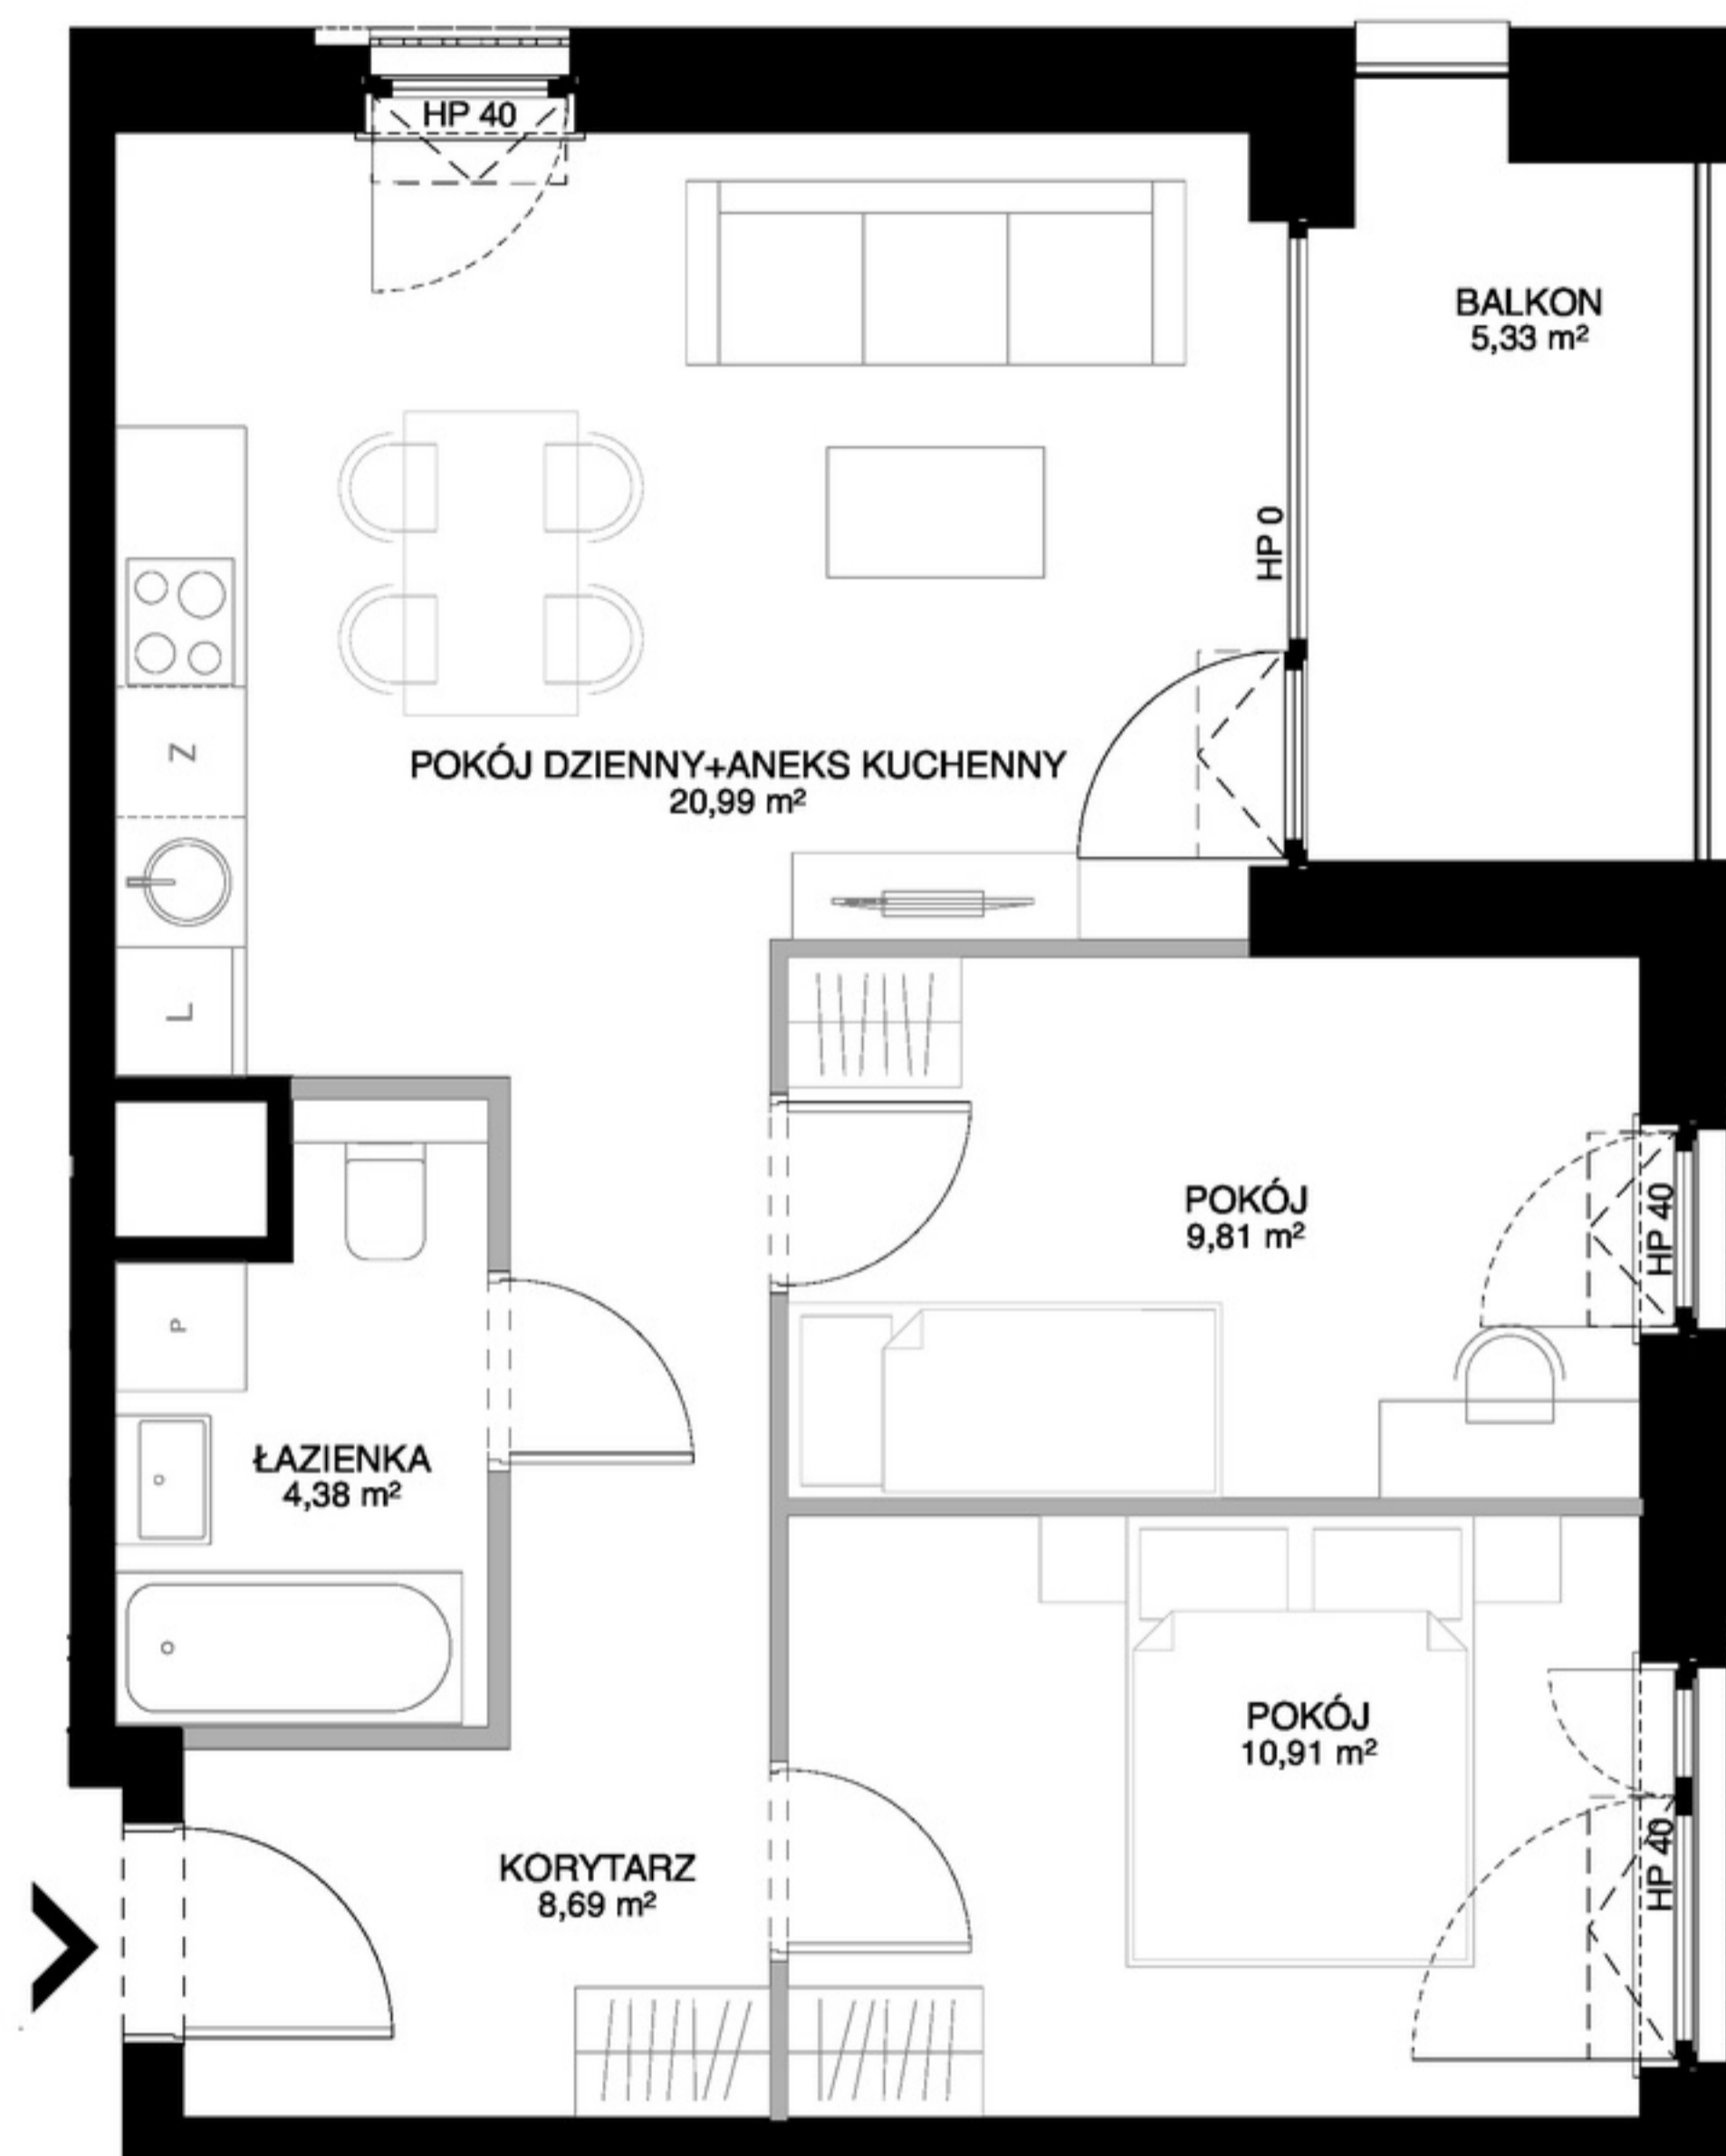 HP 40
BALKON
5,33 m²
HP 0
Z
POKÓJ DZIENNY+ANEKS KUCHENNY
20,99 m²
L
POKÓJ
9,81 m²
HP 40
P
ŁAZIENKA
4,38 m²
POKÓJ
10,91 m²
HP 40
KORYTARZ
8,69 m²